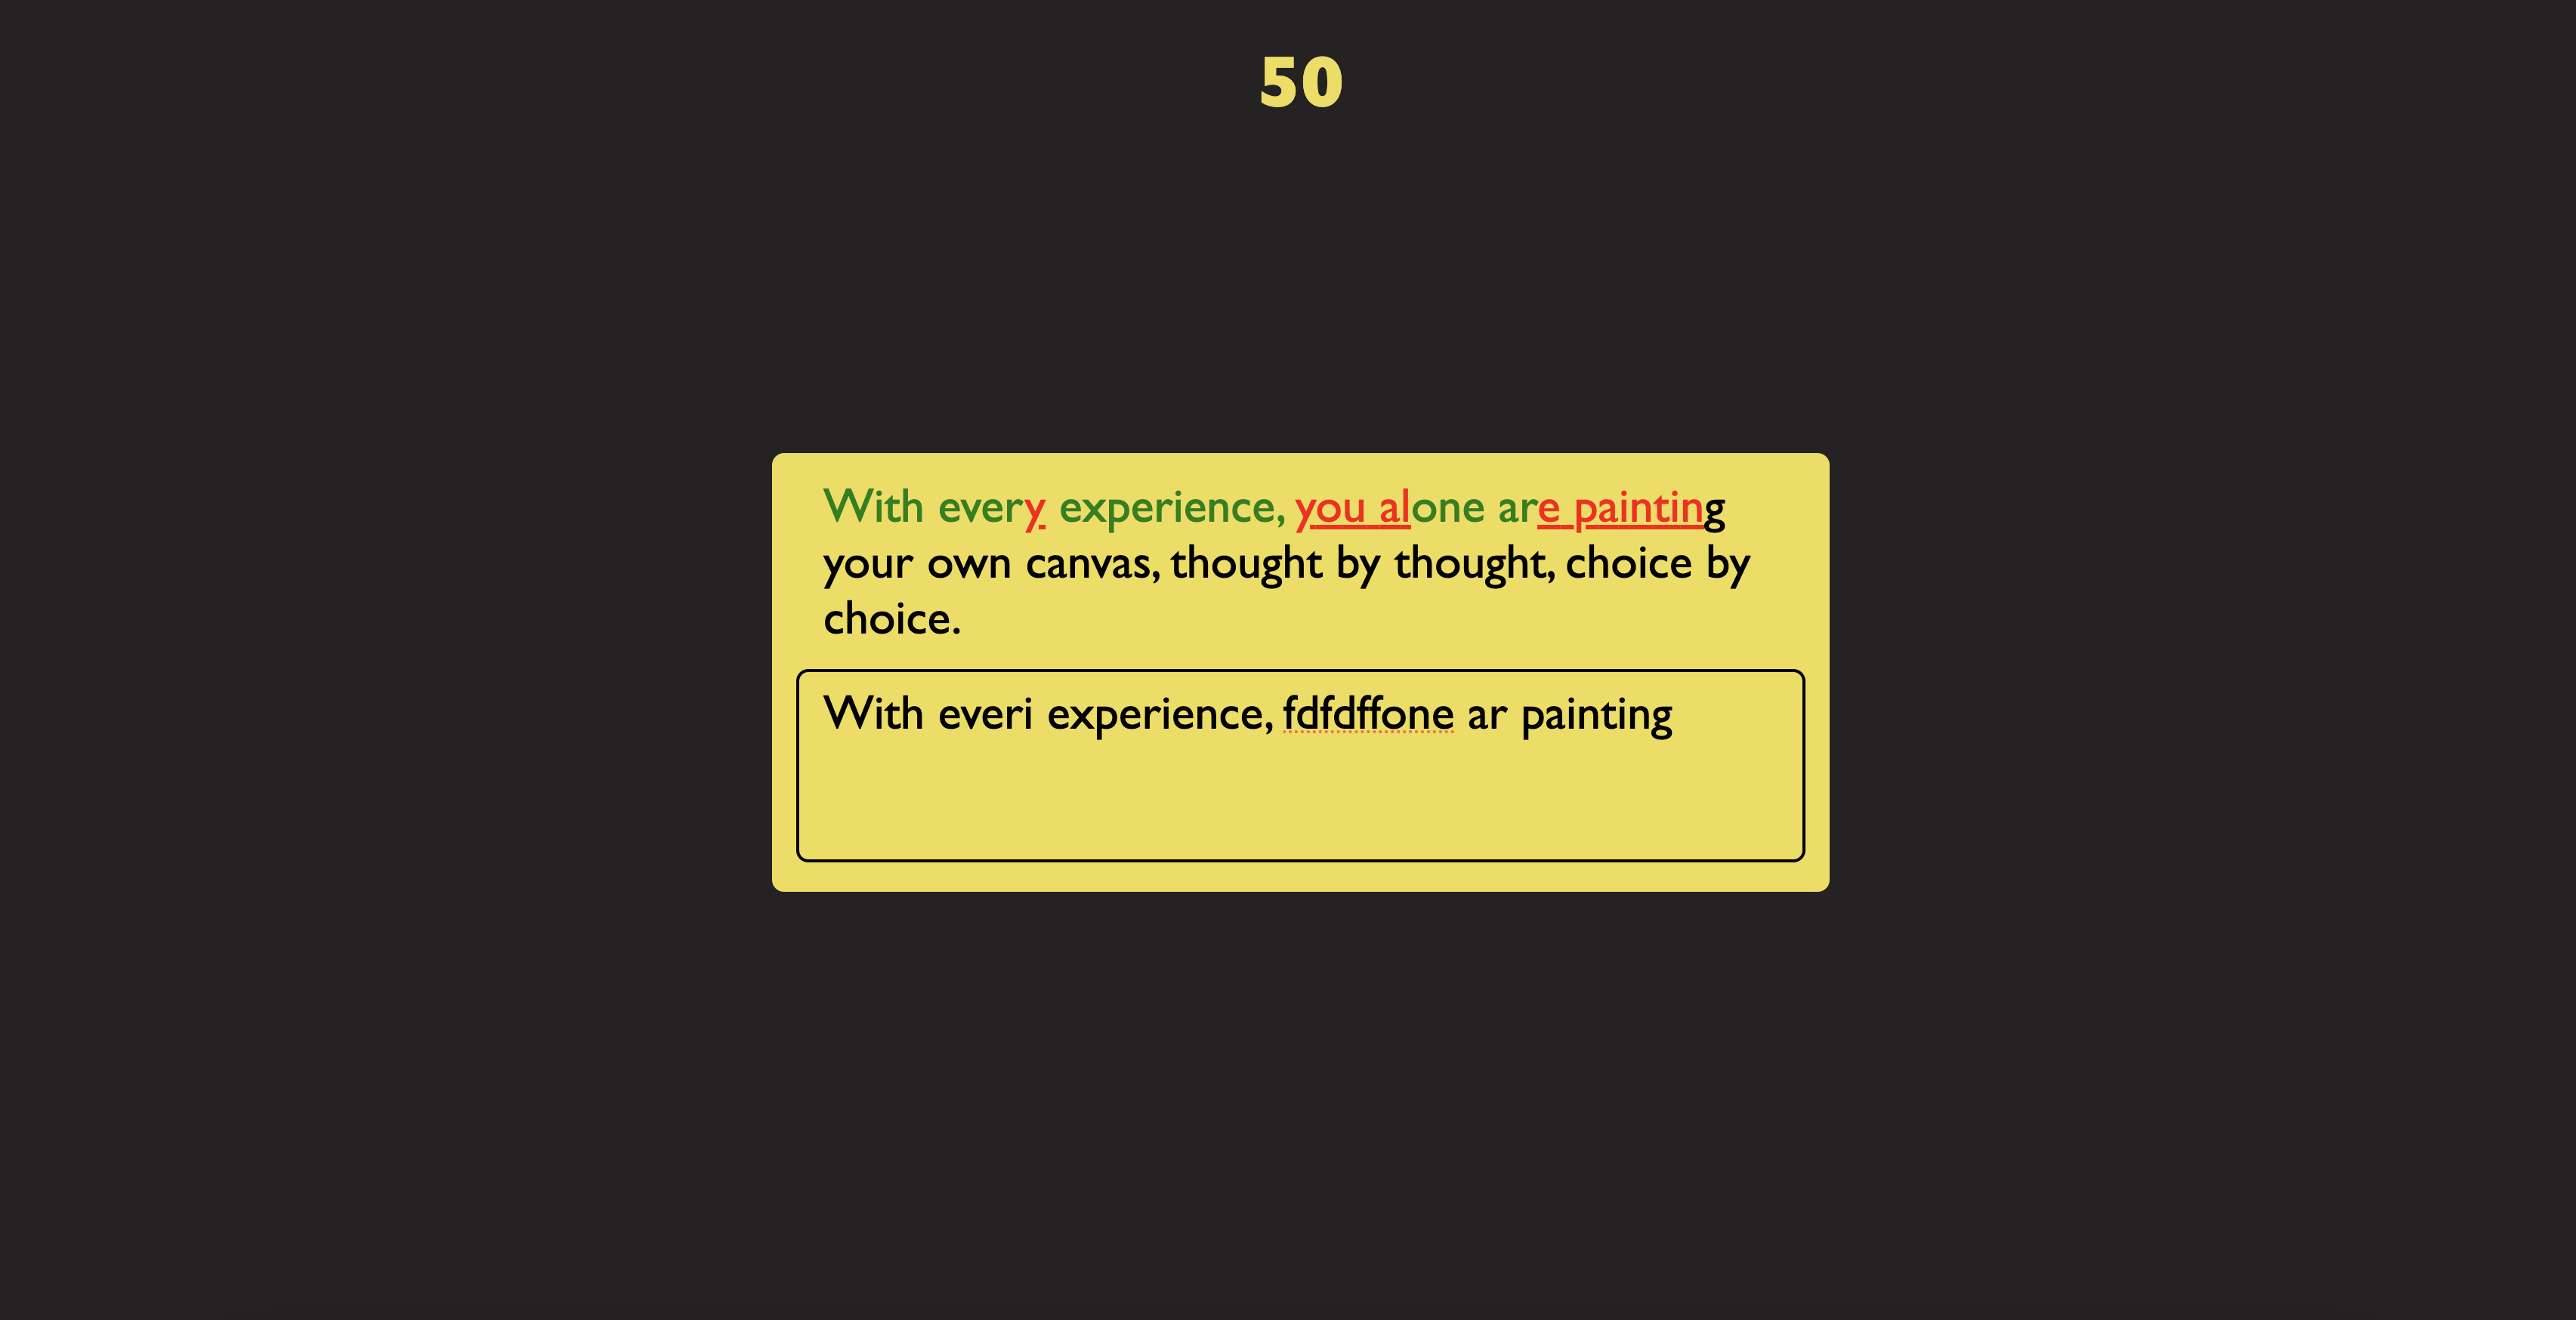 50
With every experience, you alone are painting
your own canvas, thought by thought, choice by
choice.
With everi experience, fdfdffone ar painting